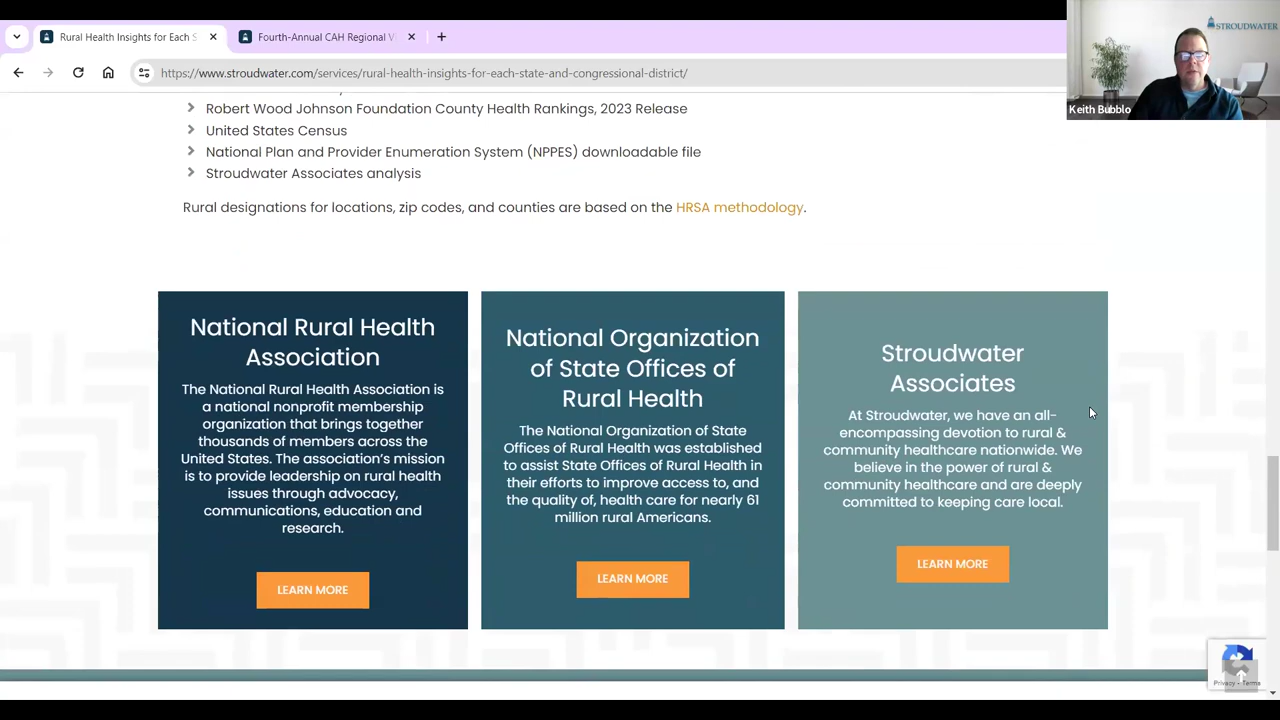 Rural Health Insights for Each S
Fourth-Annual CAH Regional V
https://www.stroudwater.com/services/rural-health-insights-for-each-state-and-congressional-district/
STROUDWATER
Keith Bubblo
Robert Wood Johnson Foundation County Health Rankings, 2023 Release
United States Census
National Plan and Provider Enumeration System (NPPES) downloadable file
Stroudwater Associates analysis
Rural designations for locations, zip codes, and counties are based on the HRSA methodology.
National Rural Health
Association
The National Rural Health Association is
a national nonprofit membership
organization that brings together
thousands of members across the
United States. The association's mission
is to provide leadership on rural health
issues through advocacy,
communications, education and
research.
LEARN MORE
National Organization
of State Offices of
Rural Health
The National Organization of State
Offices of Rural Health was established
to assist State Offices of Rural Health in
their efforts to improve access to, and
the quality of, health care for nearly 61
million rural Americans.
LEARN MORE
Stroudwater
Associates
At Stroudwater, we have an all-
encompassing devotion to rural &
community healthcare nationwide. We
believe in the power of rural &
community healthcare and are deeply
committed to keeping care local.
LEARN MORE
Privacy - Terms